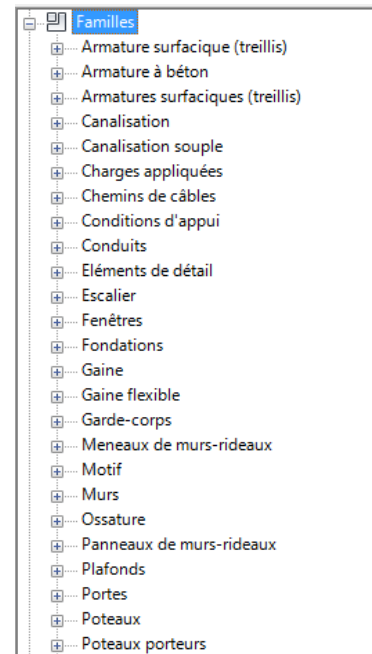 Familles
Armature surfacique (treillis)
Armature à béton
Armatures surfaciques (treillis)
Canalisation
Canalisation souple
Charges appliquées
Chemins de câbles
Conditions d'appui
Conduits
Eléments de détail
Escalier
Fenêtres
Fondations
Gaine
Gaine flexible
Garde-corps
Meneaux de murs-rideaux
Motif
Murs
Ossature
Panneaux de murs-rideaux
Plafonds
Portes
Poteaux
Poteaux porteurs